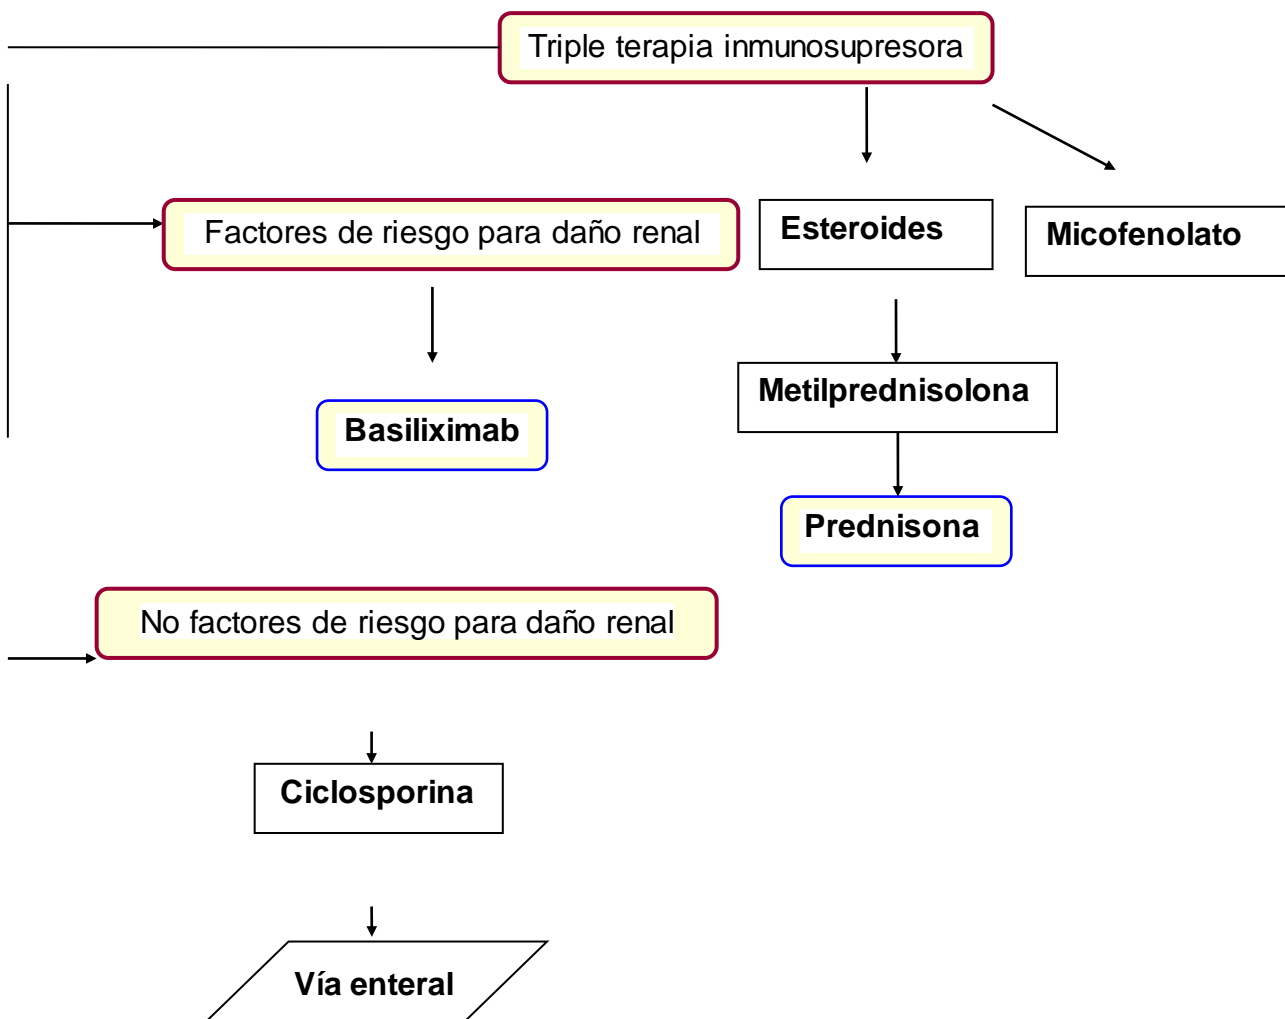 Triple terapia inmunosupresora
Factores de riesgo para daño renal
Esteroides
Micofenolato
Metilprednisolona
Basiliximab
Prednisona
No factores de riesgo para daño renal
Ciclosporina
Vía enteral